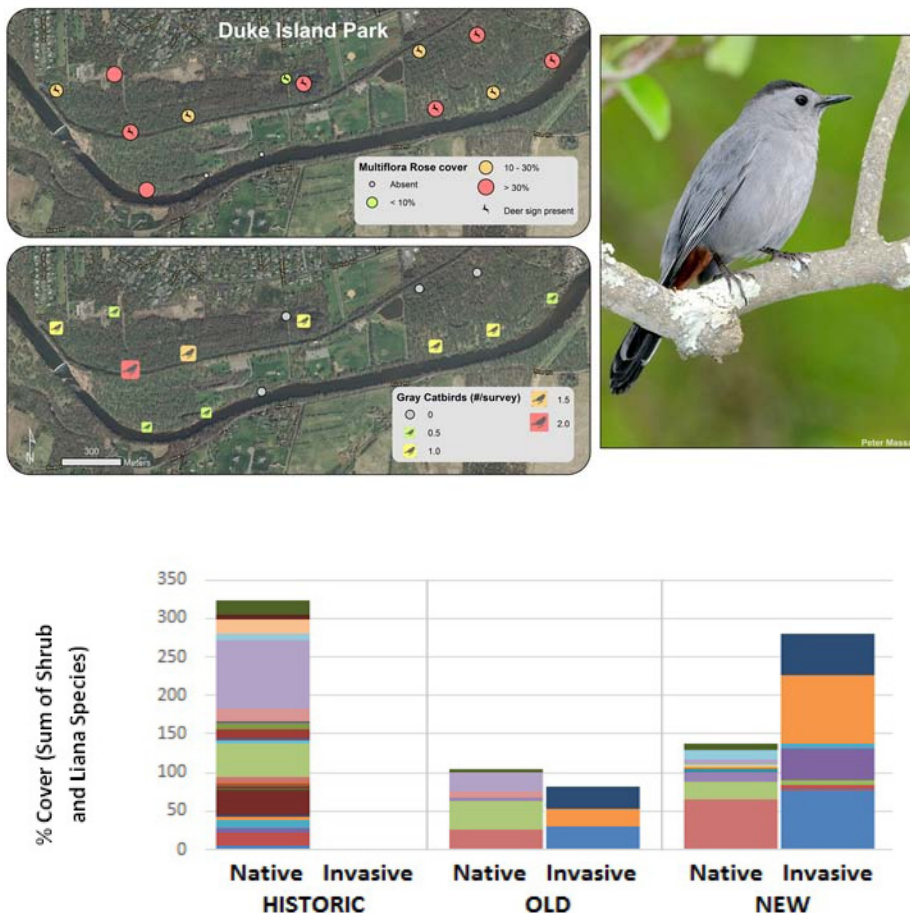 Duke Island Park
Multiflora Rose cover
Absent
< 10%
10 - 30%
> 30%
Deer sign present
Gray Catbirds (#/survey)
0
0.5
1.0
1.5
2.0
N
300
Meters
Peter Massa
% Cover (Sum of Shrub
and Liana Species)
350
300
250
200
150
100
50
0
Native Invasive Native Invasive Native Invasive
HISTORIC OLD NEW